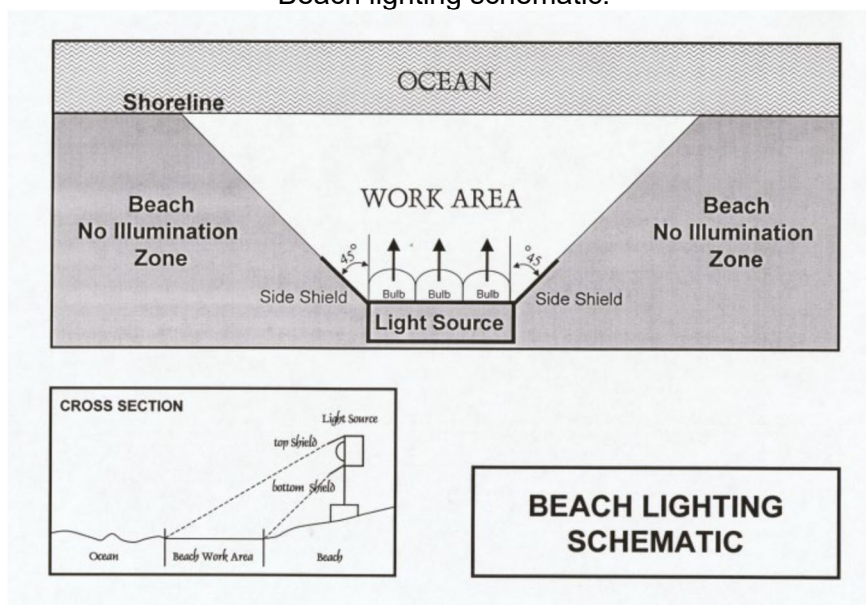 Beach lighting schematic.
OCEAN
Shoreline
WORK AREA
Beach
No Illumination
Zone
Beach
No Illumination
Zone
45°
45°
Side Shield
Bulb
Bulb
Bulb
Side Shield
Light Source
CROSS SECTION
Light Source
top Shield
bottom Shield
Ocean
Beach Work Area
Beach
BEACH LIGHTING
SCHEMATIC